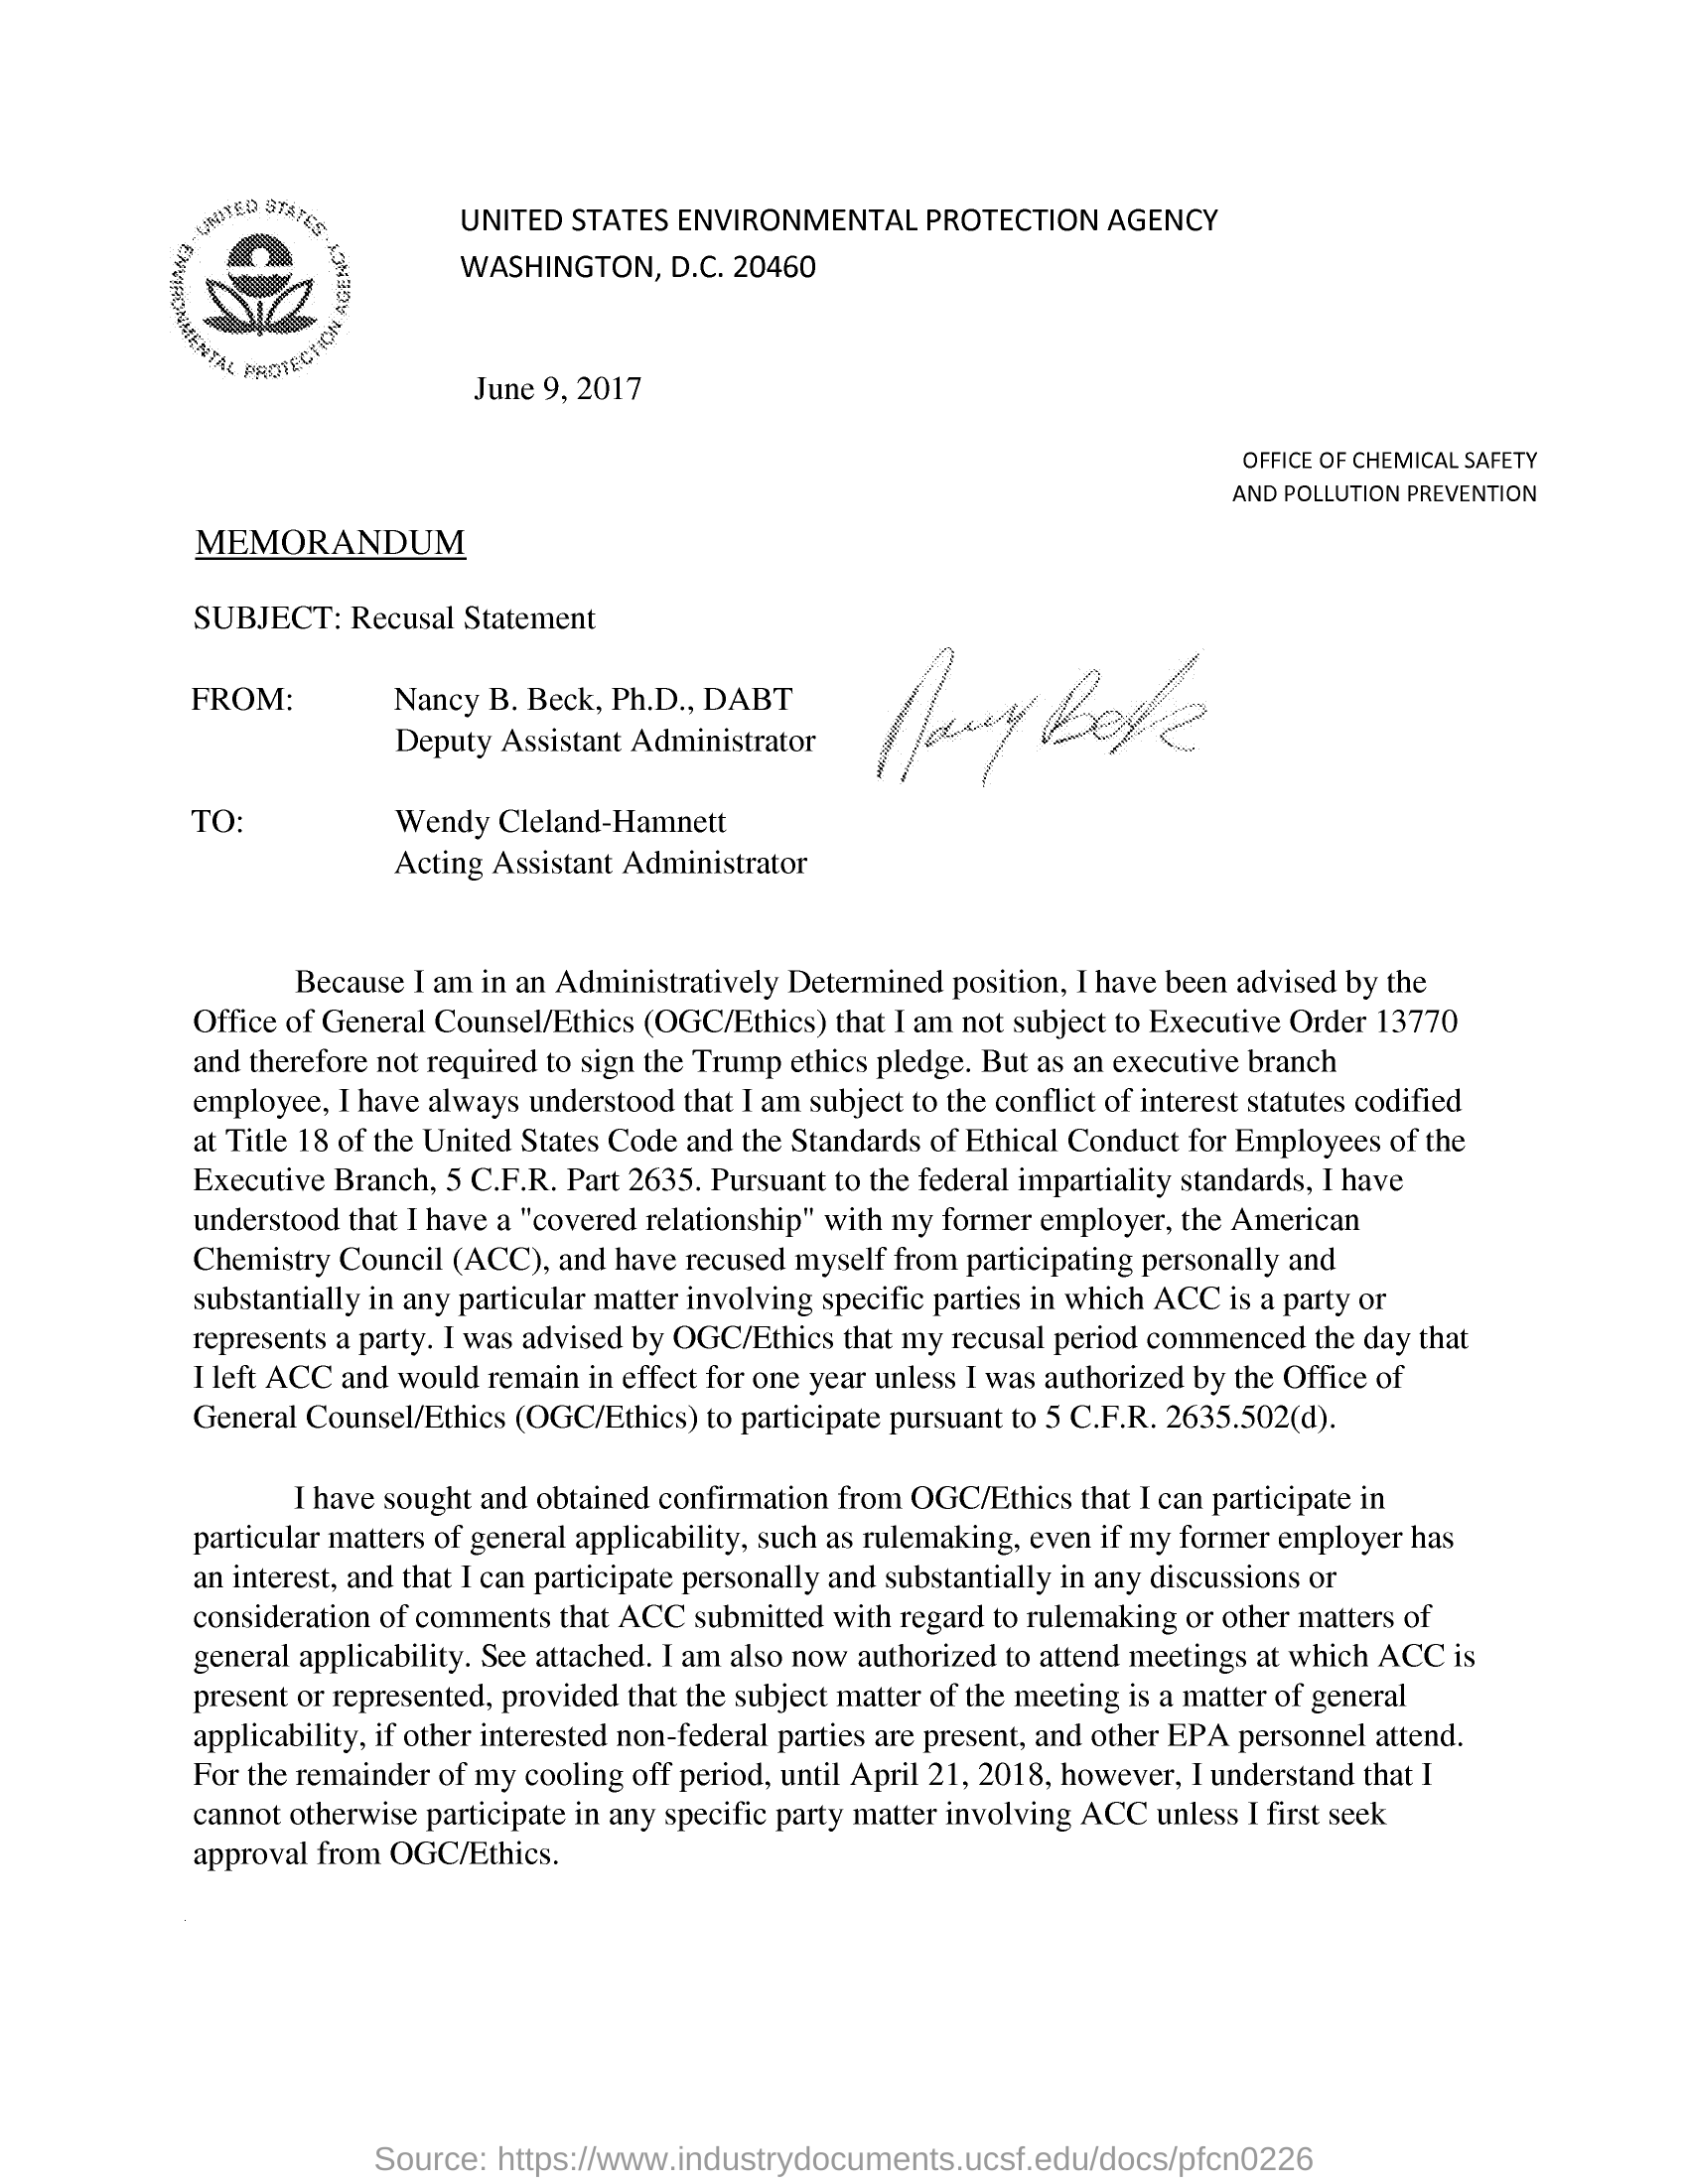 UNITED STATES ENVIRONMENTAL PROTECTION AGENCY
UNITED STATES ENVIRONMENTAL PROTECTION AGENCY
WASHINGTON, D.C. 20460
June 9, 2017
OFFICE OF CHEMICAL SAFETY
AND POLLUTION PREVENTION
MEMORANDUM
SUBJECT: Recusal Statement
FROM: Nancy B. Beck, Ph.D., DABT
Deputy Assistant Administrator
Nancy Beck
TO: Wendy Cleland-Hamnett
Acting Assistant Administrator
Because I am in an Administratively Determined position, I have been advised by the
Office of General Counsel/Ethics (OGC/Ethics) that I am not subject to Executive Order 13770
and therefore not required to sign the Trump ethics pledge. But as an executive branch
employee, I have always understood that I am subject to the conflict of interest statutes codified
at Title 18 of the United States Code and the Standards of Ethical Conduct for Employees of the
Executive Branch, 5 C.F.R. Part 2635. Pursuant to the federal impartiality standards, I have
understood that I have a "covered relationship" with my former employer, the American
Chemistry Council (ACC), and have recused myself from participating personally and
substantially in any particular matter involving specific parties in which ACC is a party or
represents a party. I was advised by OGC/Ethics that my recusal period commenced the day that
I left ACC and would remain in effect for one year unless I was authorized by the Office of
General Counsel/Ethics (OGC/Ethics) to participate pursuant to 5 C.F.R. 2635.502(d).
I have sought and obtained confirmation from OGC/Ethics that I can participate in
particular matters of general applicability, such as rulemaking, even if my former employer has
an interest, and that I can participate personally and substantially in any discussions or
consideration of comments that ACC submitted with regard to rulemaking or other matters of
general applicability. See attached. I am also now authorized to attend meetings at which ACC is
present or represented, provided that the subject matter of the meeting is a matter of general
applicability, if other interested non-federal parties are present, and other EPA personnel attend.
For the remainder of my cooling off period, until April 21, 2018, however, I understand that I
cannot otherwise participate in any specific party matter involving ACC unless I first seek
approval from OGC/Ethics.
Source: https://www.industrydocuments.ucsf.edu/docs/pfcn0226